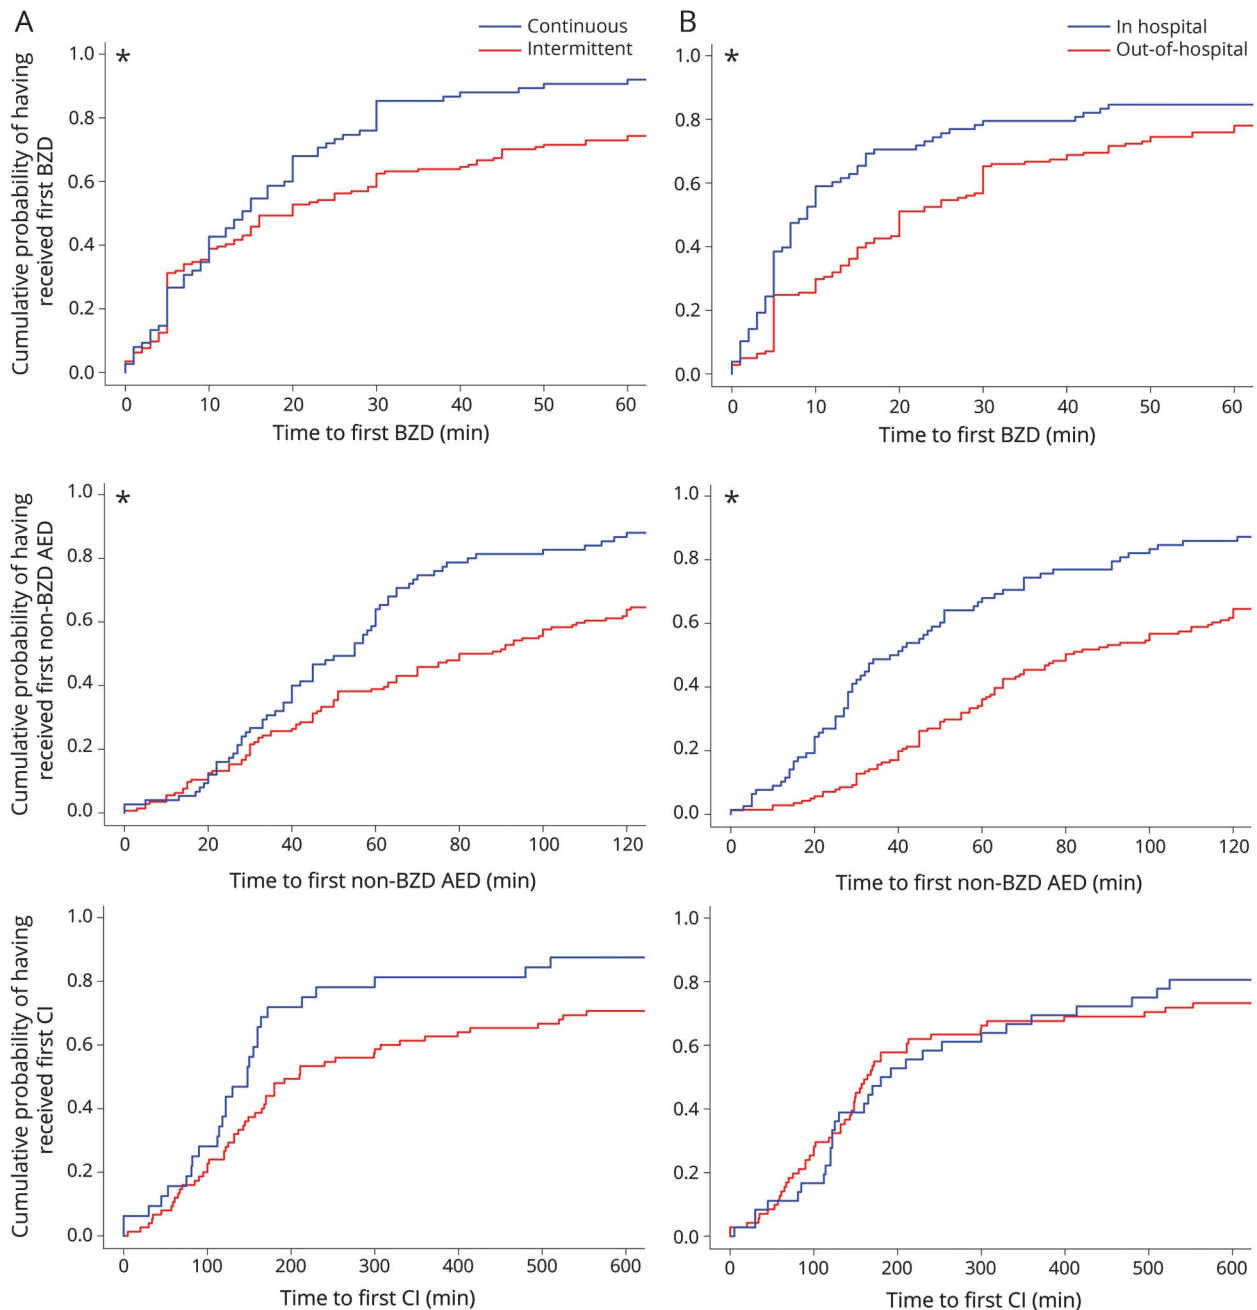 A
Continuous
Intermittent
*
Cumulative probability of having
received first BZD
1.0
0.8
0.6
0.4
0.2
0.0
0 10 20 30 40 50 60
Time to first BZD (min)
B
In hospital
Out-of-hospital
*
1.0
0.8
0.6
0.4
0.2
0.0
0 10 20 30 40 50 60
Time to first BZD (min)
*
Cumulative probability of having
received first non-BZD AED
1.0
0.8
0.6
0.4
0.2
0.0
0 20 40 60 80 100 120
Time to first non-BZD AED (min)
*
1.0
0.8
0.6
0.4
0.2
0.0
0 20 40 60 80 100 120
Time to first non-BZD AED (min)
Cumulative probability of having
received first CI
1.0
0.8
0.6
0.4
0.2
0.0
0 100 200 300 400 500 600
Time to first CI (min)
1.0
0.8
0.6
0.4
0.2
0.0
0 100 200 300 400 500 600
Time to first CI (min)